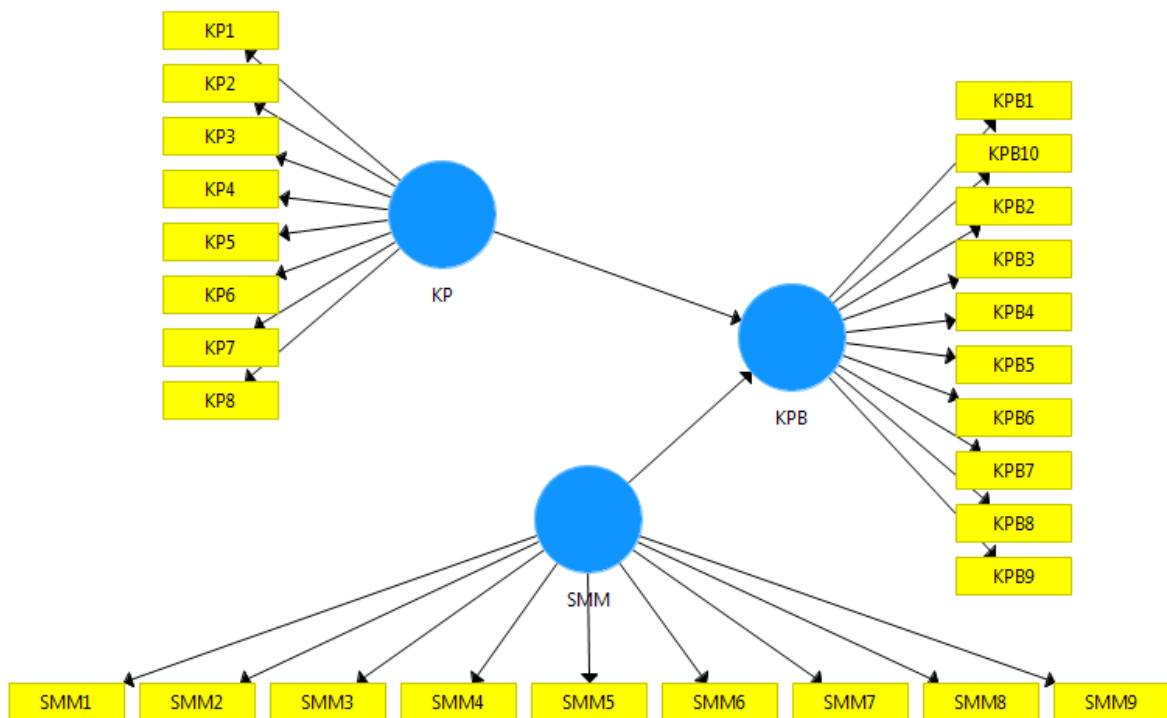 KP1
KP2
KP3
KP4
KP5
KP6
KP7
KP8
KP
KPB1
KPB10
KPB2
KPB3
KPB4
KPB5
KPB6
KPB7
KPB8
KPB9
KPB
SMM
SMM1 SMM2 SMM3 SMM4 SMM5 SMM6 SMM7 SMM8 SMM9